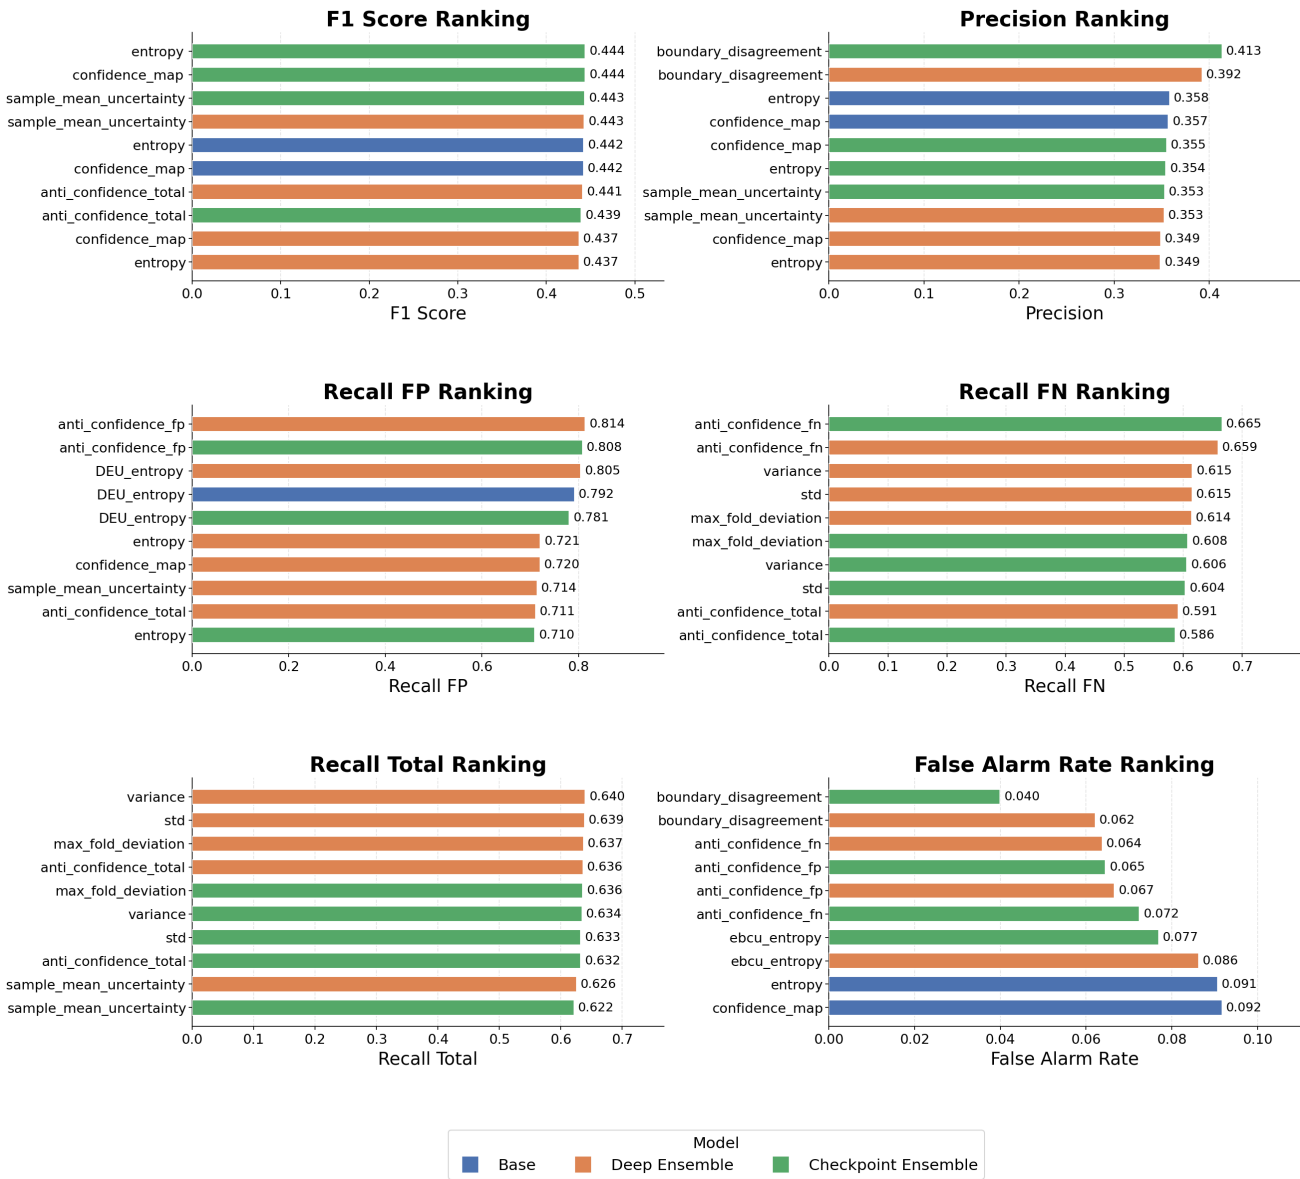 F1 Score Ranking
entropy 0.444
confidence_map 0.444
sample_mean_uncertainty 0.443
sample_mean_uncertainty 0.443
entropy 0.442
confidence_map 0.442
anti_confidence_total 0.441
anti_confidence_total 0.439
confidence_map 0.437
entropy 0.437
0.0 0.1 0.2 0.3 0.4 0.5
F1 Score
Precision Ranking
boundary_disagreement 0.413
boundary_disagreement 0.392
entropy 0.358
confidence_map 0.357
confidence_map 0.355
entropy 0.354
sample_mean_uncertainty 0.353
sample_mean_uncertainty 0.353
confidence_map 0.349
entropy 0.349
0.0 0.1 0.2 0.3 0.4
Precision
Recall FP Ranking
anti_confidence_fp 0.814
anti_confidence_fp 0.808
DEU_entropy 0.805
DEU_entropy 0.792
DEU_entropy 0.781
entropy 0.721
confidence_map 0.720
sample_mean_uncertainty 0.714
anti_confidence_total 0.711
entropy 0.710
0.0 0.2 0.4 0.6 0.8
Recall FP
Recall FN Ranking
anti_confidence_fn 0.665
anti_confidence_fn 0.659
variance 0.615
std 0.615
max_fold_deviation 0.614
max_fold_deviation 0.608
variance 0.606
std 0.604
anti_confidence_total 0.591
anti_confidence_total 0.586
0.0 0.1 0.2 0.3 0.4 0.5 0.6 0.7
Recall FN
Recall Total Ranking
variance 0.640
std 0.639
max_fold_deviation 0.637
anti_confidence_total 0.636
max_fold_deviation 0.636
variance 0.634
std 0.633
anti_confidence_total 0.632
sample_mean_uncertainty 0.626
sample_mean_uncertainty 0.622
0.0 0.1 0.2 0.3 0.4 0.5 0.6 0.7
Recall Total
False Alarm Rate Ranking
boundary_disagreement 0.040
boundary_disagreement 0.062
anti_confidence_fn 0.064
anti_confidence_fp 0.065
anti_confidence_fp 0.067
anti_confidence_fn 0.072
ebcu_entropy 0.077
ebcu_entropy 0.086
entropy 0.091
confidence_map 0.092
0.00 0.02 0.04 0.06 0.08 0.10
False Alarm Rate
Model
Base Deep Ensemble Checkpoint Ensemble